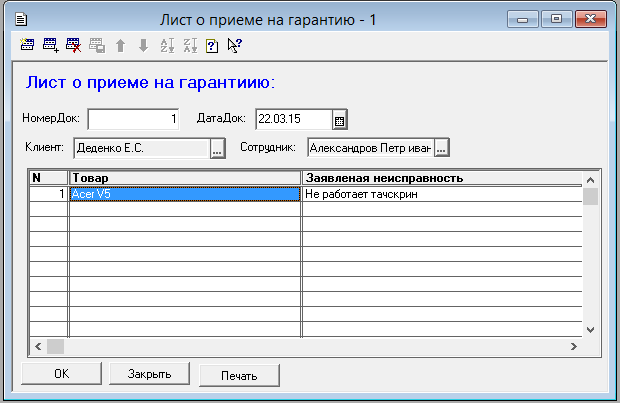 Лист о приеме на гарантию - 1
Лист о приеме на гарантиию:
НомерДок: 1 ДатаДок: 22.03.15
Клиент: Деденко Е.С. ... Сотрудник: Александров Петр иван ...
N Товар Заявленая неисправность
1 Acer V5 Не работает тачскрин
OK Закрыть Печать